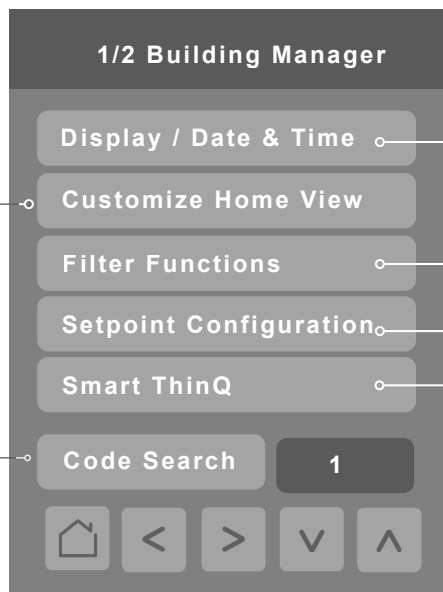 1/2 Building Manager
Display / Date & Time
Customize Home View
Filter Functions
Setpoint Configuration
Smart ThinQ
Code Search 1
< > V Λ